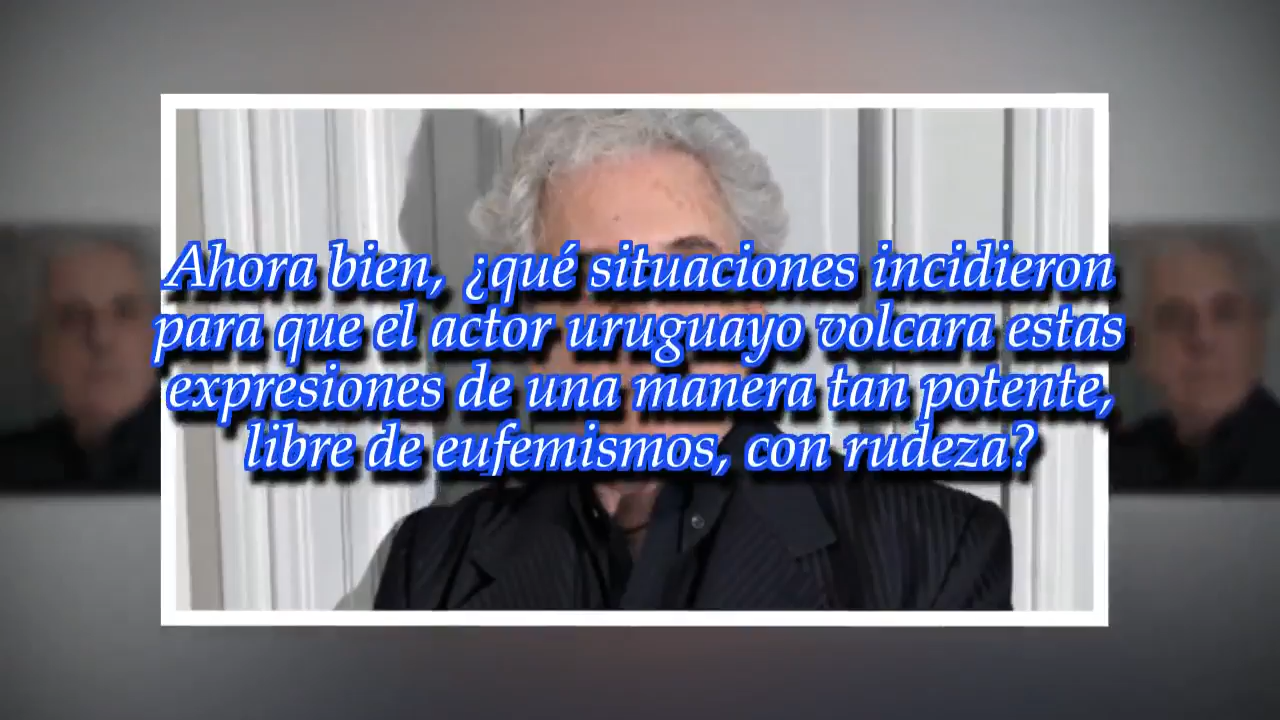 Ahora bien, ¿qué situaciones incidieron
para que el actor uruguayo volcara estas
expresiones de una manera tan potente,
libre de eufemismos, con rudeza?